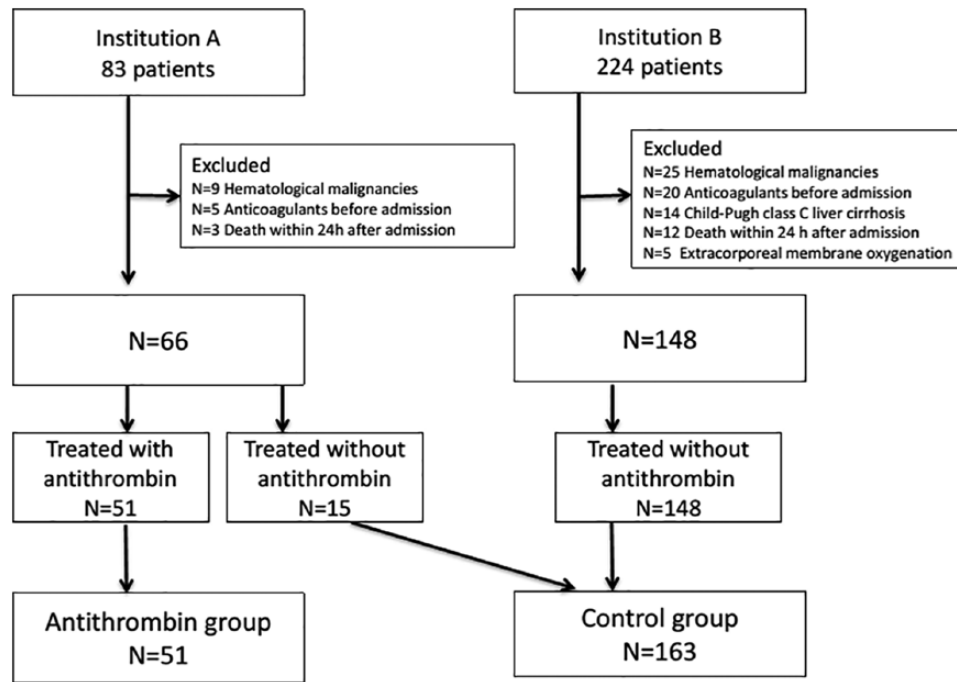 Institution A
83 patients
Institution B
224 patients
Excluded
N=9 Hematological malignancies
N=5 Anticoagulants before admission
N=3 Death within 24h after admission
Excluded
N=25 Hematological malignancies
N=20 Anticoagulants before admission
N=14 Child-Pugh class C liver cirrhosis
N=12 Death within 24 h after admission
N=5 Extracorporeal membrane oxygenation
N=66
N=148
Treated with
antithrombin
N=51
Treated without
antithrombin
N=15
Treated without
antithrombin
N=148
Antithrombin group
N=51
Control group
N=163